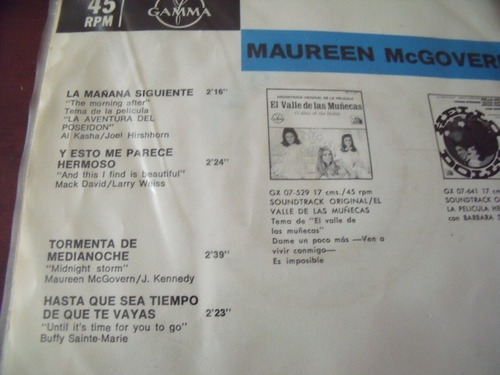 45
RPM
GAMMA
MAUREEN McGOVERN
LA MAÑANA SIGUIENTE 2'16"
"The morning after"
Tema de la película
"LA AVENTURA DEL
POSEIDON"
Al Kasha/Joel Hirshhorn
Y ESTO ME PARECE
HERMOSO 2'24"
"And this I find is beautiful"
Mack David/Larry Weiss
TORMENTA DE
MEDIANOCHE 2'39"
"Midnight storm"
Maureen McGovern/J. Kennedy
HASTA QUE SEA TIEMPO
DE QUE TE VAYAS 2'23"
"Until it's time for you to go"
Buffy Sainte-Marie
El Valle de las Muñecas
GX 07-529 17 cms./45 rpm
SOUNDTRACK ORIGINAL/EL
VALLE DE LAS MUÑECAS
Tema de "El valle de
las muñecas"
Dame un poco más —Ven a
vivir conmigo—
Es imposible
GX 07-641 17 cms.
SOUNDTRACK OR
LA PELICULA HE
con BARBARA